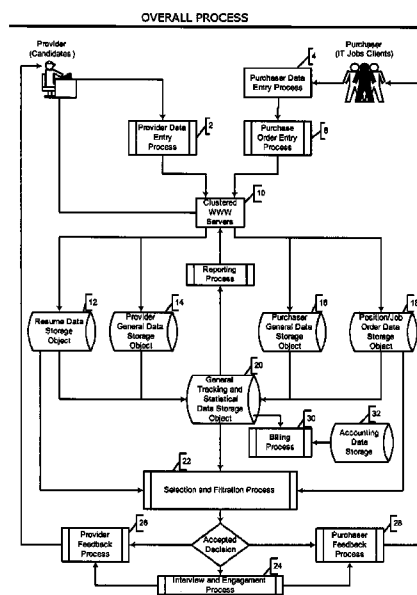 OVERALL PROCESS
Provider
(Candidates)
Purchaser
(IT Jobs Clients)
4
Purchaser Data
Entry Process
Provider Data
Entry
Process
2
Purchase
Order Entry
Process
10
Clustered
WWW
Servers
Reporting
Process
12
Resume Data
Storage
Object
14
Provider
General Data
Storage
Object
16
Purchaser
General Data
Storage
Object
Position/Job
Order Data
Storage
Object
20
General
Tracking and
Statistical
Data Storage
Object
30
Billing
Process
32
Accounting
Data
Storage
22
Selection and Filtration Process
26
Provider
Feedback
Process
Accepted
Decision
28
Purchaser
Feedback
Process
24
Interview and Engagement
Process